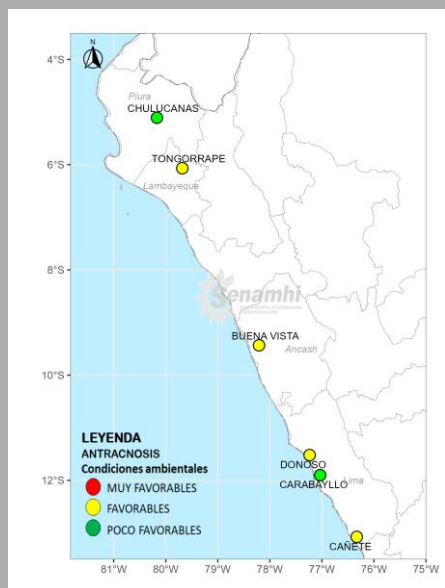 N
4°S
Piura
CHULUCANAS
6°S
TONGORRAPE
Lambayeque
8°S
Senamhi
BUENA VISTA
Ancash
10°S
LEYENDA
ANTRACNOSIS
Condiciones ambientales
MUY FAVORABLES
FAVORABLES
POCO FAVORABLES
DONOSO
12°S
CARABAYLLO
Lima
CAÑETE
81°W
80°W
79°W
78°W
77°W
76°W
75°W